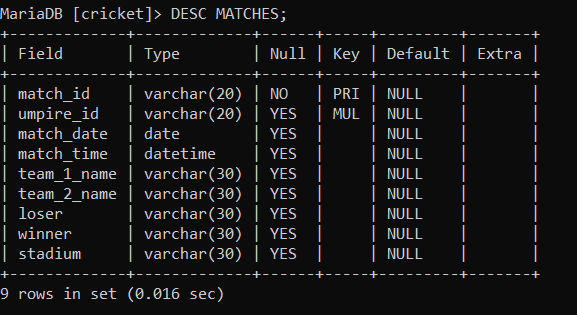 MariaDB [cricket]> DESC MATCHES;
+-------------+-------------+------+-----+---------+-------+
| Field       | Type        | Null | Key | Default | Extra |
+-------------+-------------+------+-----+---------+-------+
| match_id    | varchar(20) | NO   | PRI | NULL    |       |
| umpire_id   | varchar(20) | YES  | MUL | NULL    |       |
| match_date  | date        | YES  |     | NULL    |       |
| match_time  | datetime    | YES  |     | NULL    |       |
| team_1_name | varchar(30) | YES  |     | NULL    |       |
| team_2_name | varchar(30) | YES  |     | NULL    |       |
| loser       | varchar(30) | YES  |     | NULL    |       |
| winner      | varchar(30) | YES  |     | NULL    |       |
| stadium     | varchar(30) | YES  |     | NULL    |       |
+-------------+-------------+------+-----+---------+-------+
9 rows in set (0.016 sec)